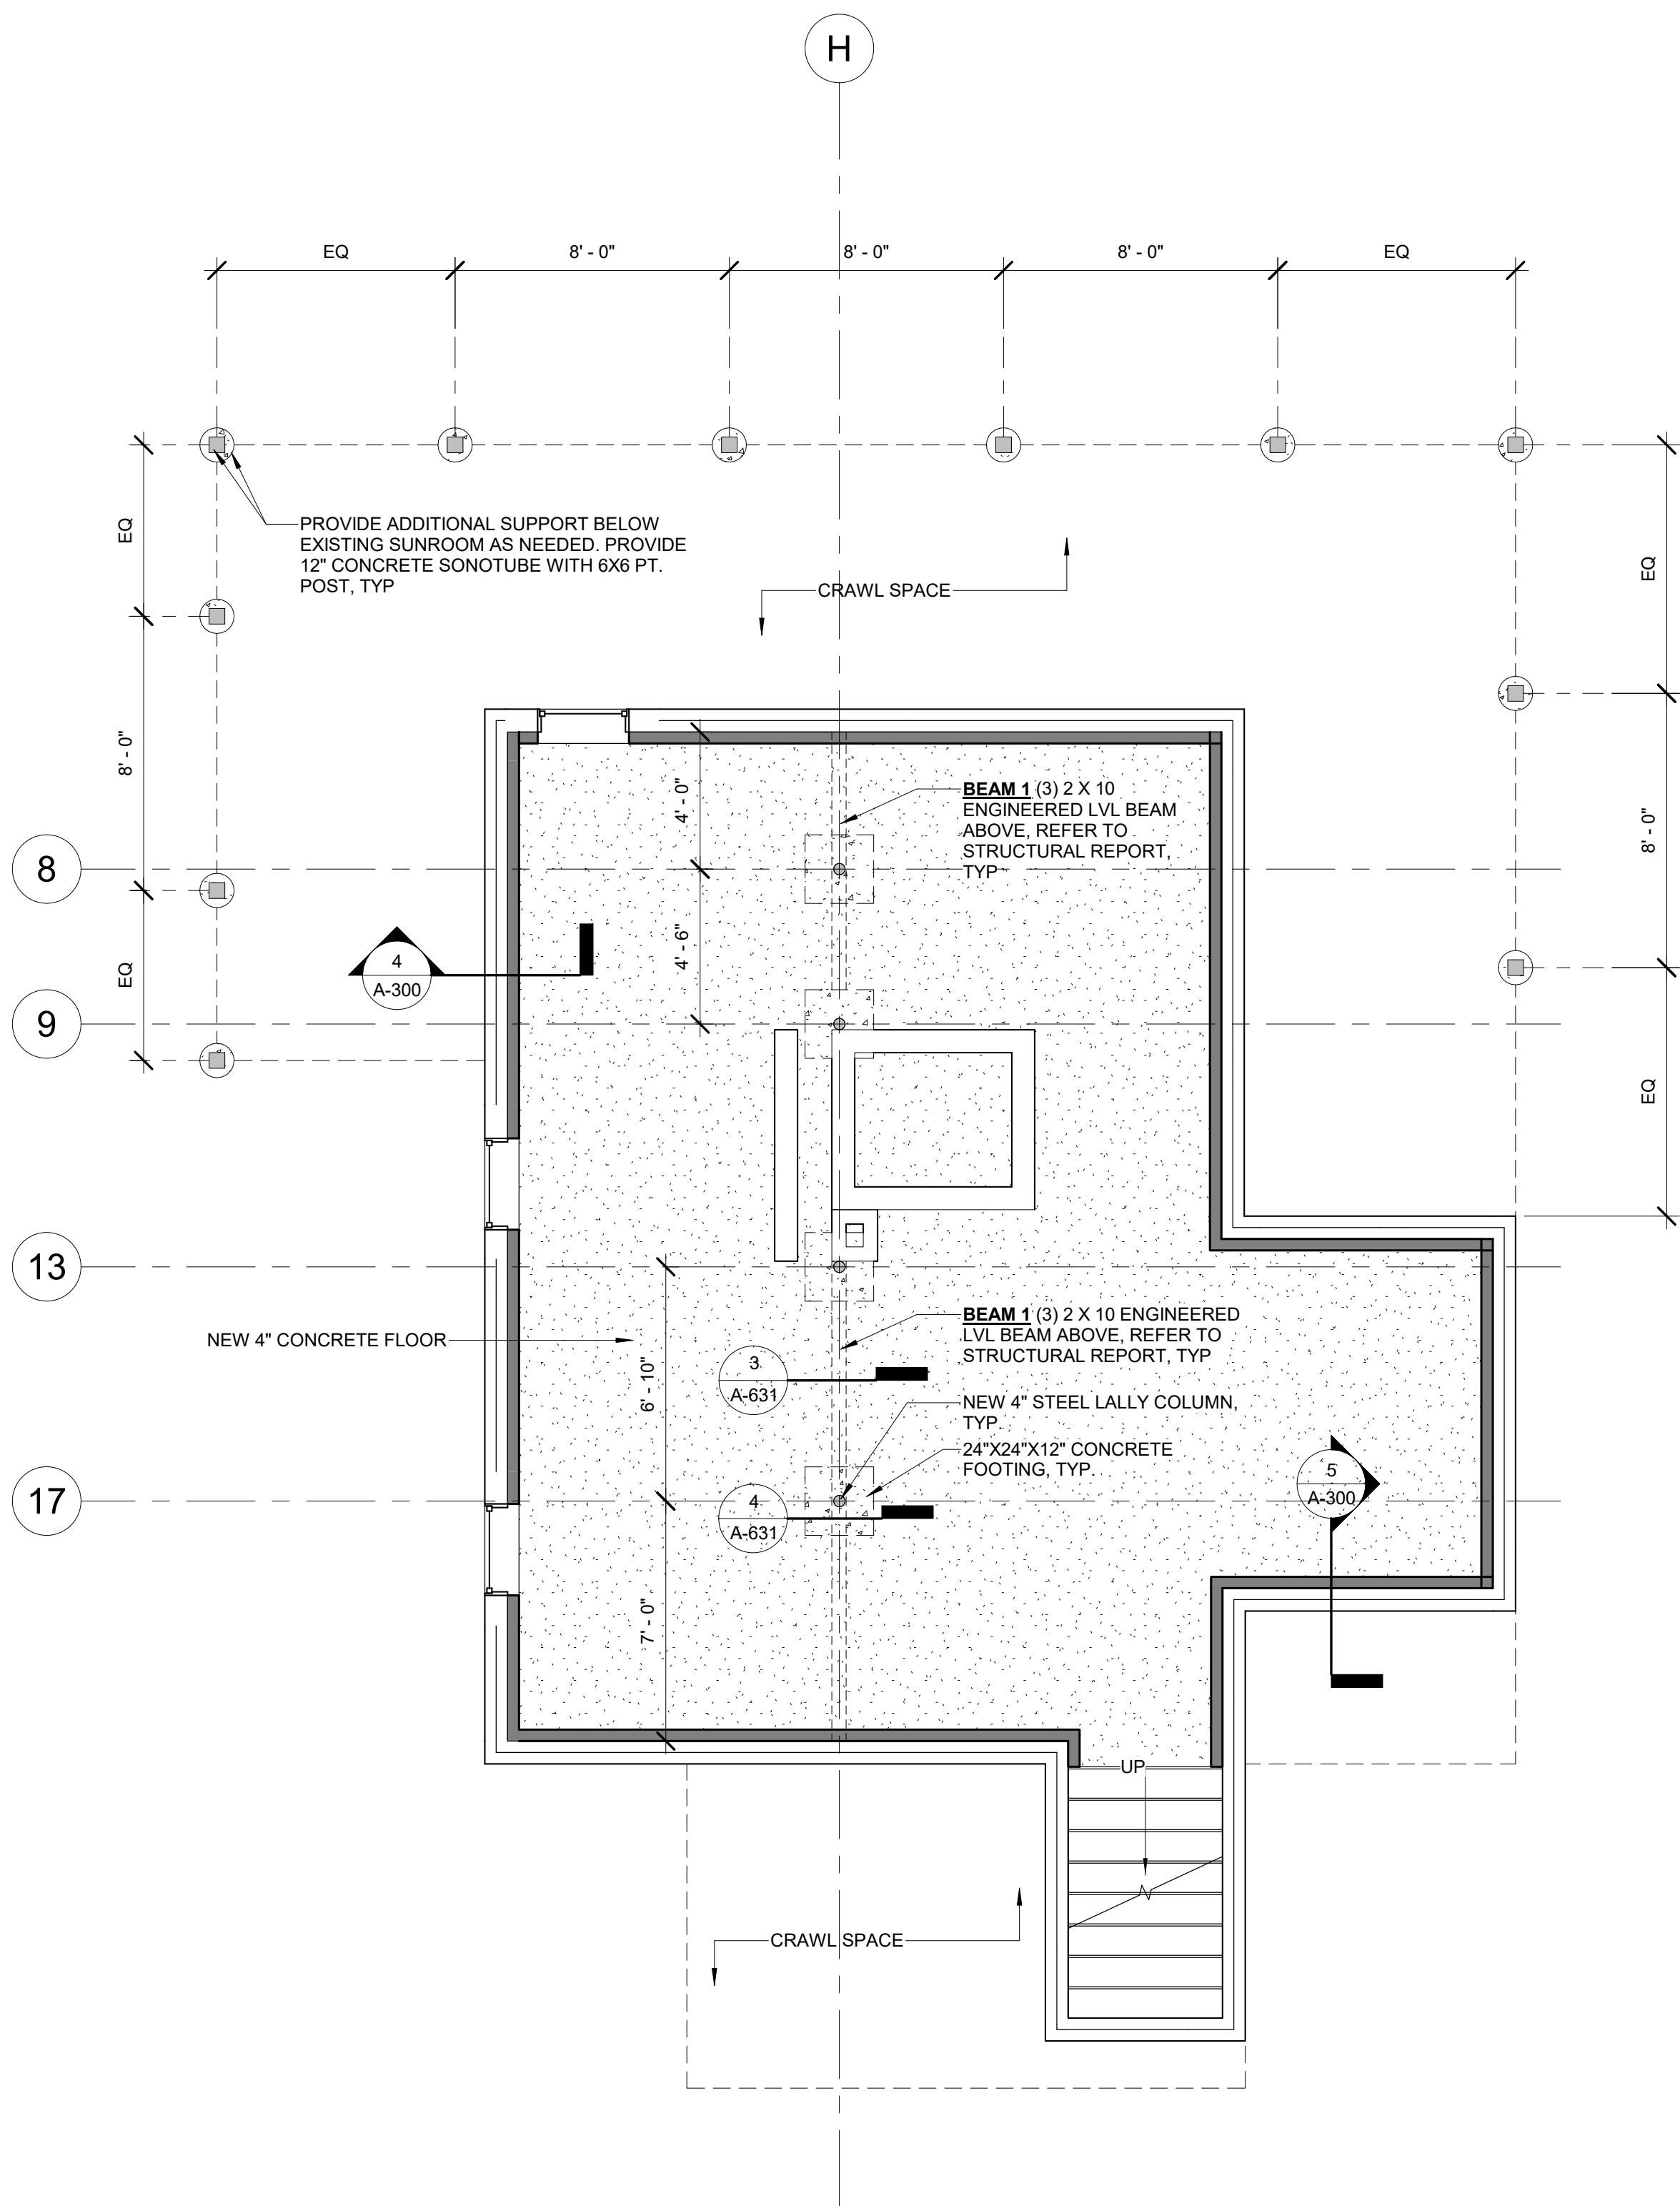 H
EQ
8' - 0"
8' - 0"
8' - 0"
EQ
EQ
8' - 0"
EQ
EQ
8' - 0"
EQ
PROVIDE ADDITIONAL SUPPORT BELOW
EXISTING SUNROOM AS NEEDED. PROVIDE
12" CONCRETE SONOTUBE WITH 6X6 PT.
POST, TYP
CRAWL SPACE
4' - 0"
BEAM 1 (3) 2 X 10
ENGINEERED LVL BEAM
ABOVE, REFER TO
STRUCTURAL REPORT,
TYP
8
4' - 6"
4
A-300
9
13
BEAM 1 (3) 2 X 10 ENGINEERED
LVL BEAM ABOVE, REFER TO
STRUCTURAL REPORT, TYP
NEW 4" CONCRETE FLOOR
3
A-631
6' - 10"
NEW 4" STEEL LALLY COLUMN,
TYP.
24"X24"X12" CONCRETE
FOOTING, TYP.
5
A-300
17
4
A-631
7' - 0"
UP
CRAWL SPACE